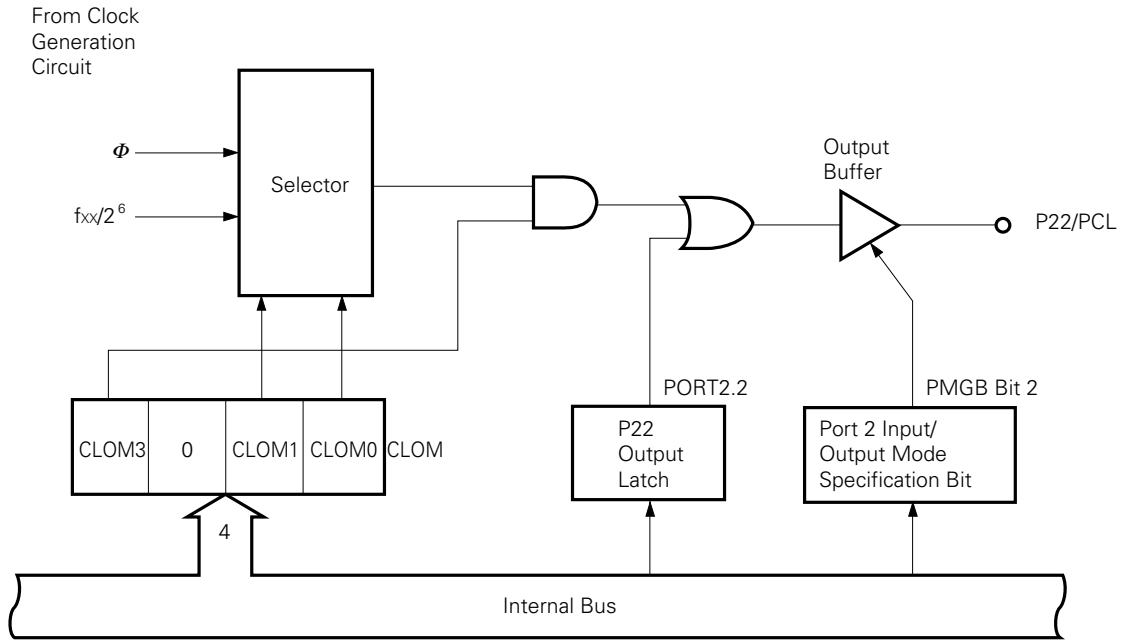 From Clock
Generation
Circuit
Φ
fxx/2⁶
Selector
Output
Buffer
P22/PCL
PORT2.2
PMGB Bit 2
CLOM3
0
CLOM1
CLOM0
CLOM
P22
Output
Latch
Port 2 Input/
Output Mode
Specification Bit
4
Internal Bus